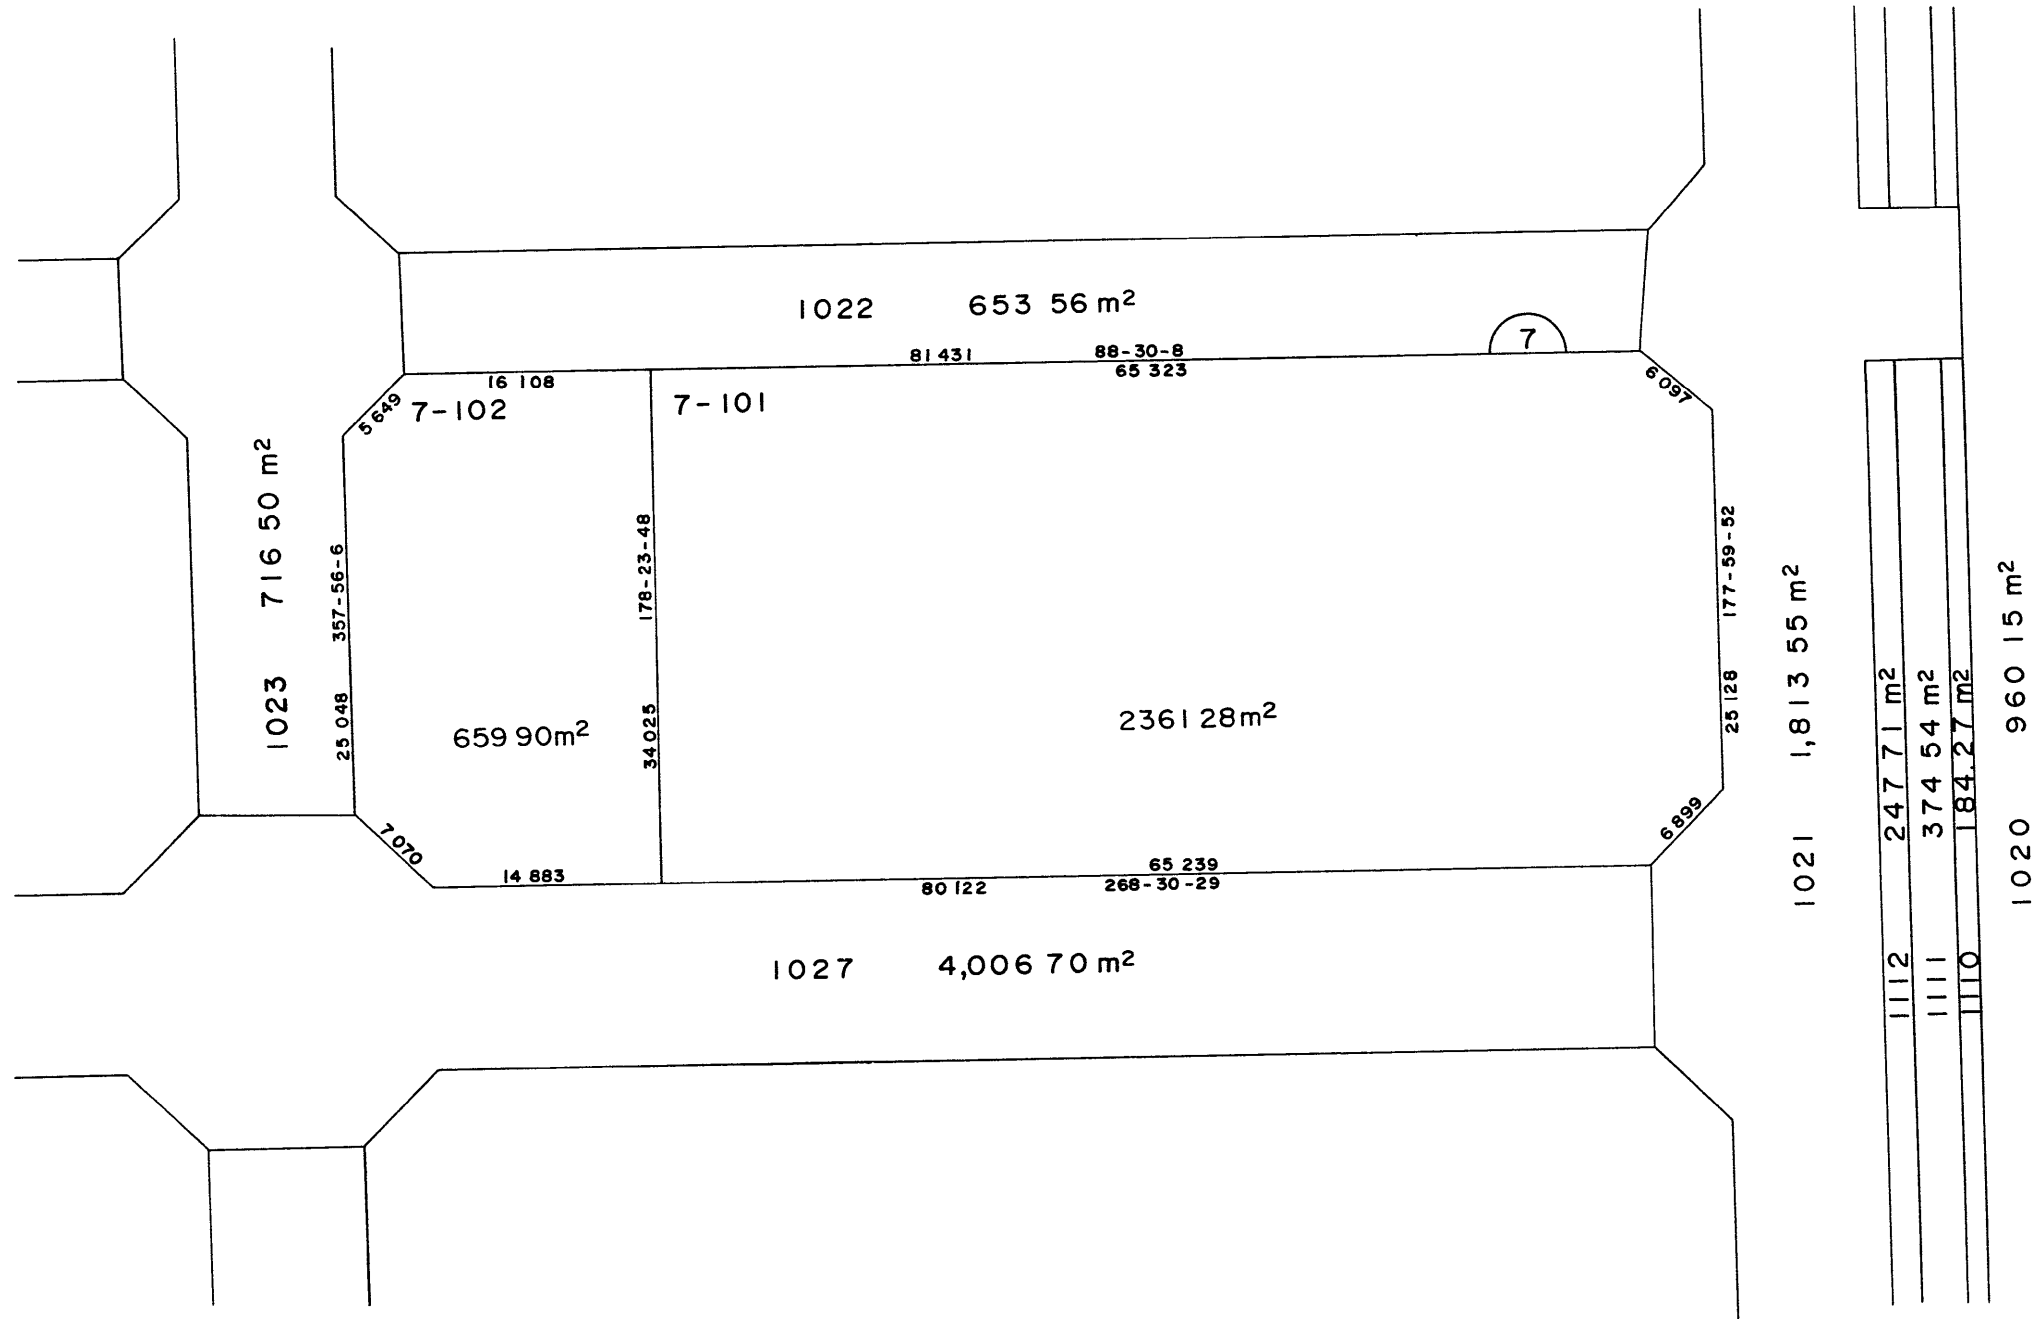 1022 653 56 m²
7
81 431 88-30-8
16 108 65 323
5 649 7-102 7-101 6 097
1023 716 50 m²
357-56-6
25 048
178-23-48
34 025
177-59-52
25 128
659 90m²
2361 28m²
7 070
6 899
14 883 65 239
80 122 268-30-29
1027 4,006 70 m²
1021 1,813 55 m²
1112 247 71 m²
1111 374 54 m²
1110 184.27 m²
1020 960 15 m²